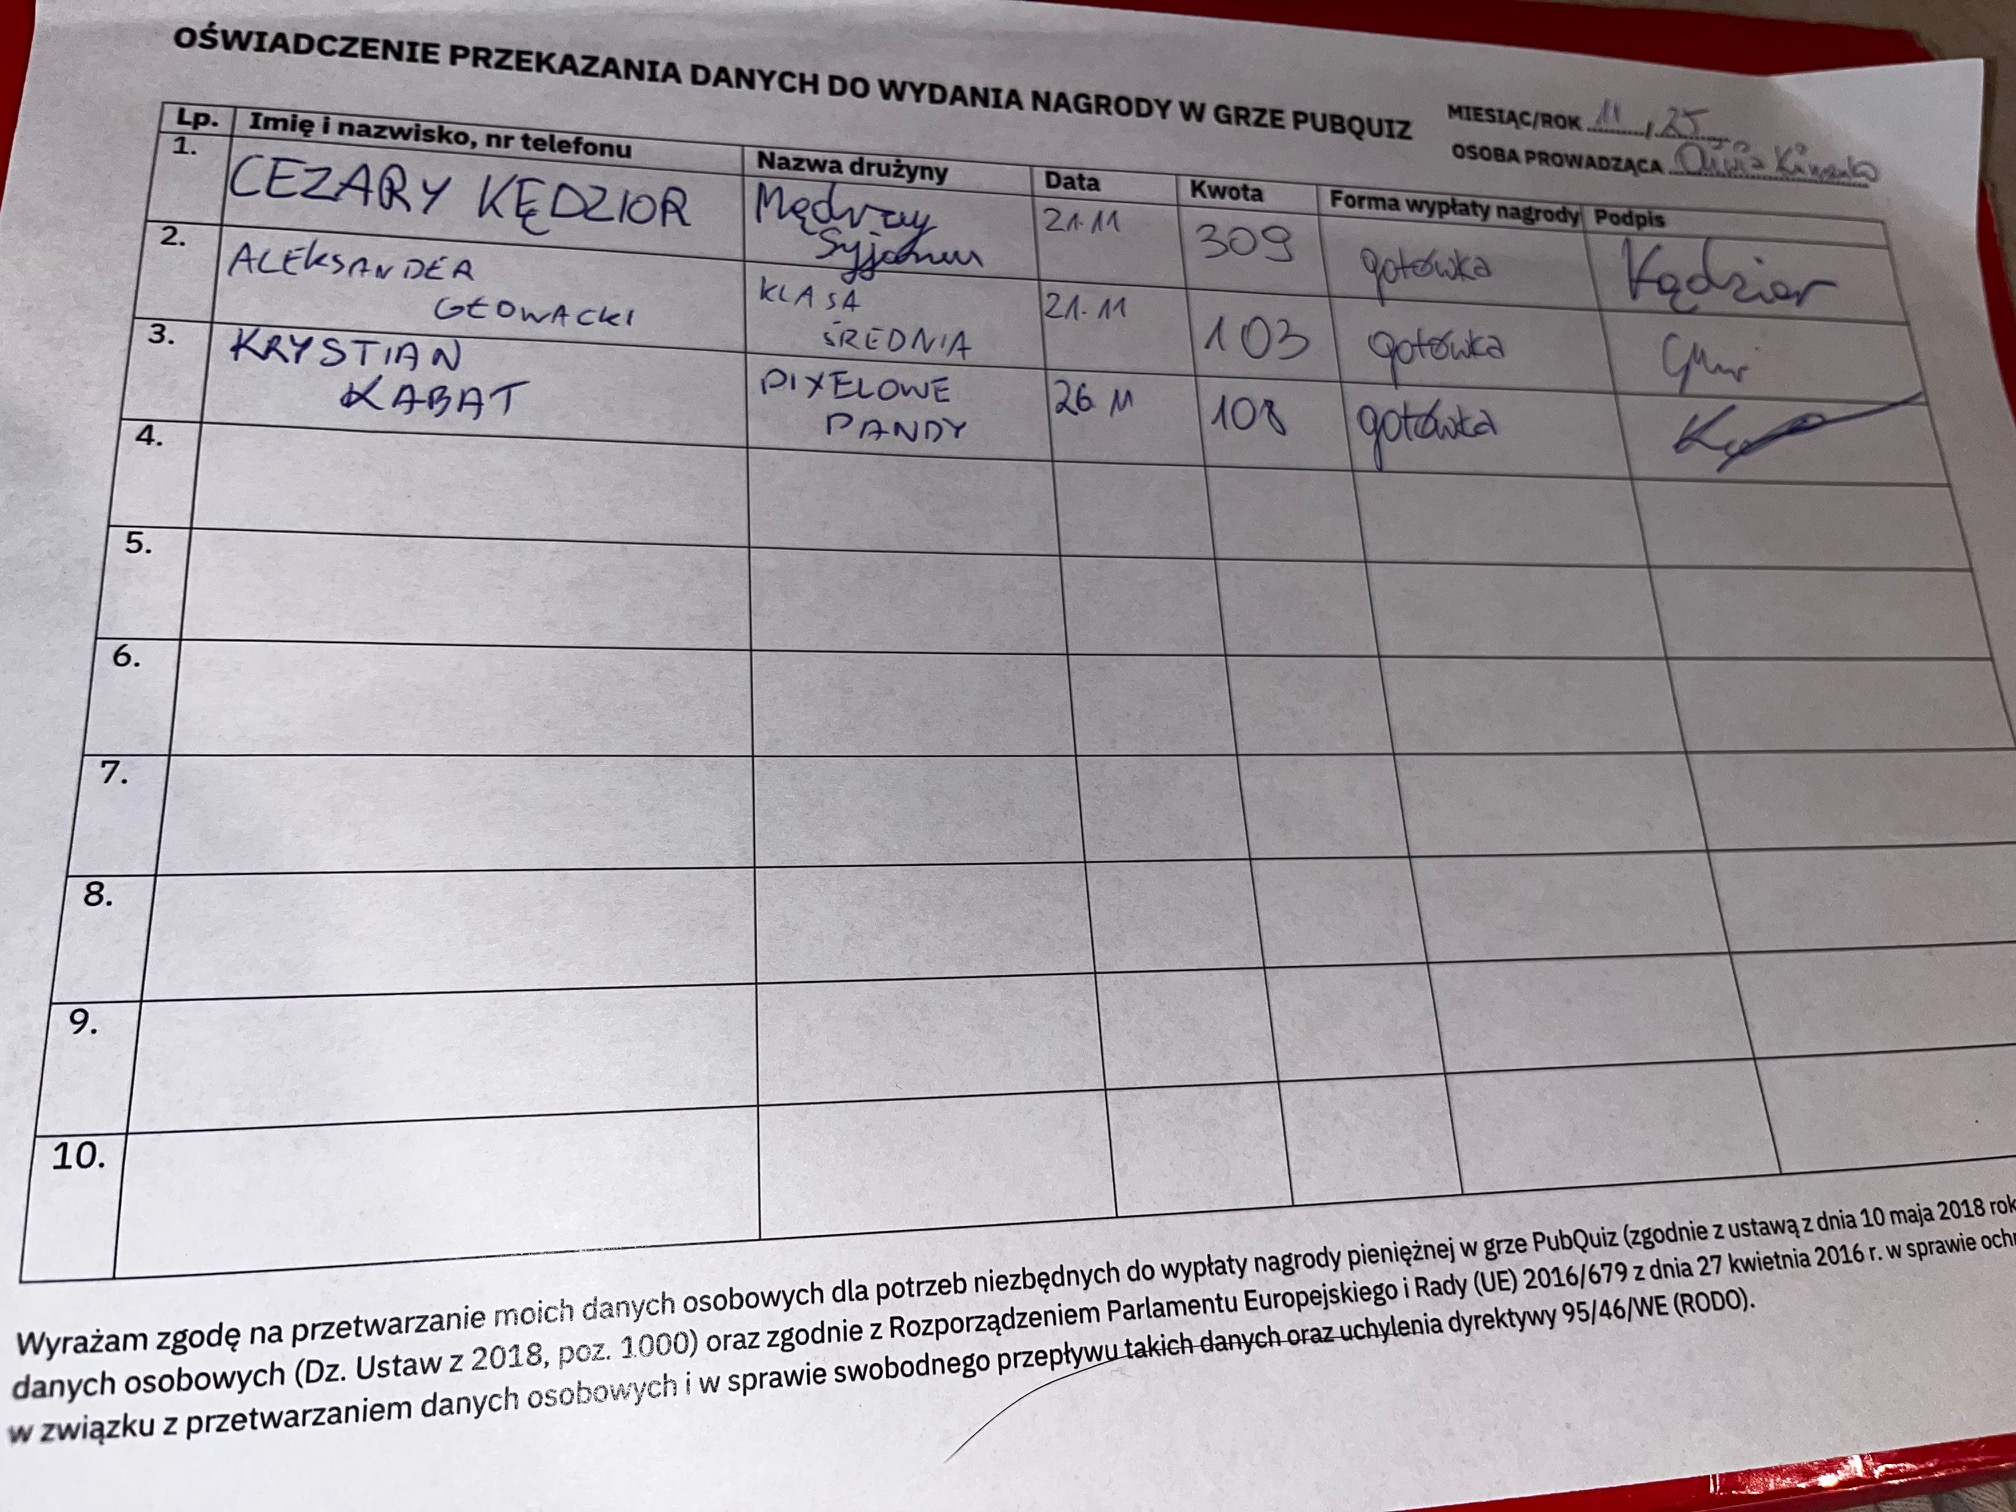 OŚWIADCZENIE PRZEKAZANIA DANYCH DO WYDANIA NAGRODY W GRZE PUBQUIZ
MIESIĄC/ROK 11 / 25
OSOBA PROWADZĄCA
Lp. Imię i nazwisko, nr telefonu Nazwa drużyny Data Kwota Forma wypłaty nagrody Podpis
1. CEZARY KĘDZIOR Mędrcy Syjonu 21.11 309 gotówka Kędzior
2. ALEKSANDER GŁOWACKI KLASA ŚREDNIA 21.11 103 gotówka
3. KRYSTIAN KABAT PIXELOWE PANDY 26 11 108 gotówka
4.
5.
6.
7.
8.
9.
10.
Wyrażam zgodę na przetwarzanie moich danych osobowych dla potrzeb niezbędnych do wypłaty nagrody pieniężnej w grze PubQuiz (zgodnie z ustawą z dnia 10 maja 2018 rok
danych osobowych (Dz. Ustaw z 2018, poz. 1000) oraz zgodnie z Rozporządzeniem Parlamentu Europejskiego i Rady (UE) 2016/679 z dnia 27 kwietnia 2016 r. w sprawie ochr
w związku z przetwarzaniem danych osobowych i w sprawie swobodnego przepływu takich danych oraz uchylenia dyrektywy 95/46/WE (RODO).